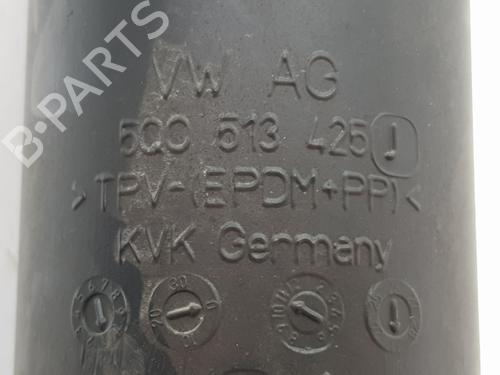 VW AG
5Q0 513 425 J
>TPV-(EPDM+PP)<
KVK Germany
B-PARTS